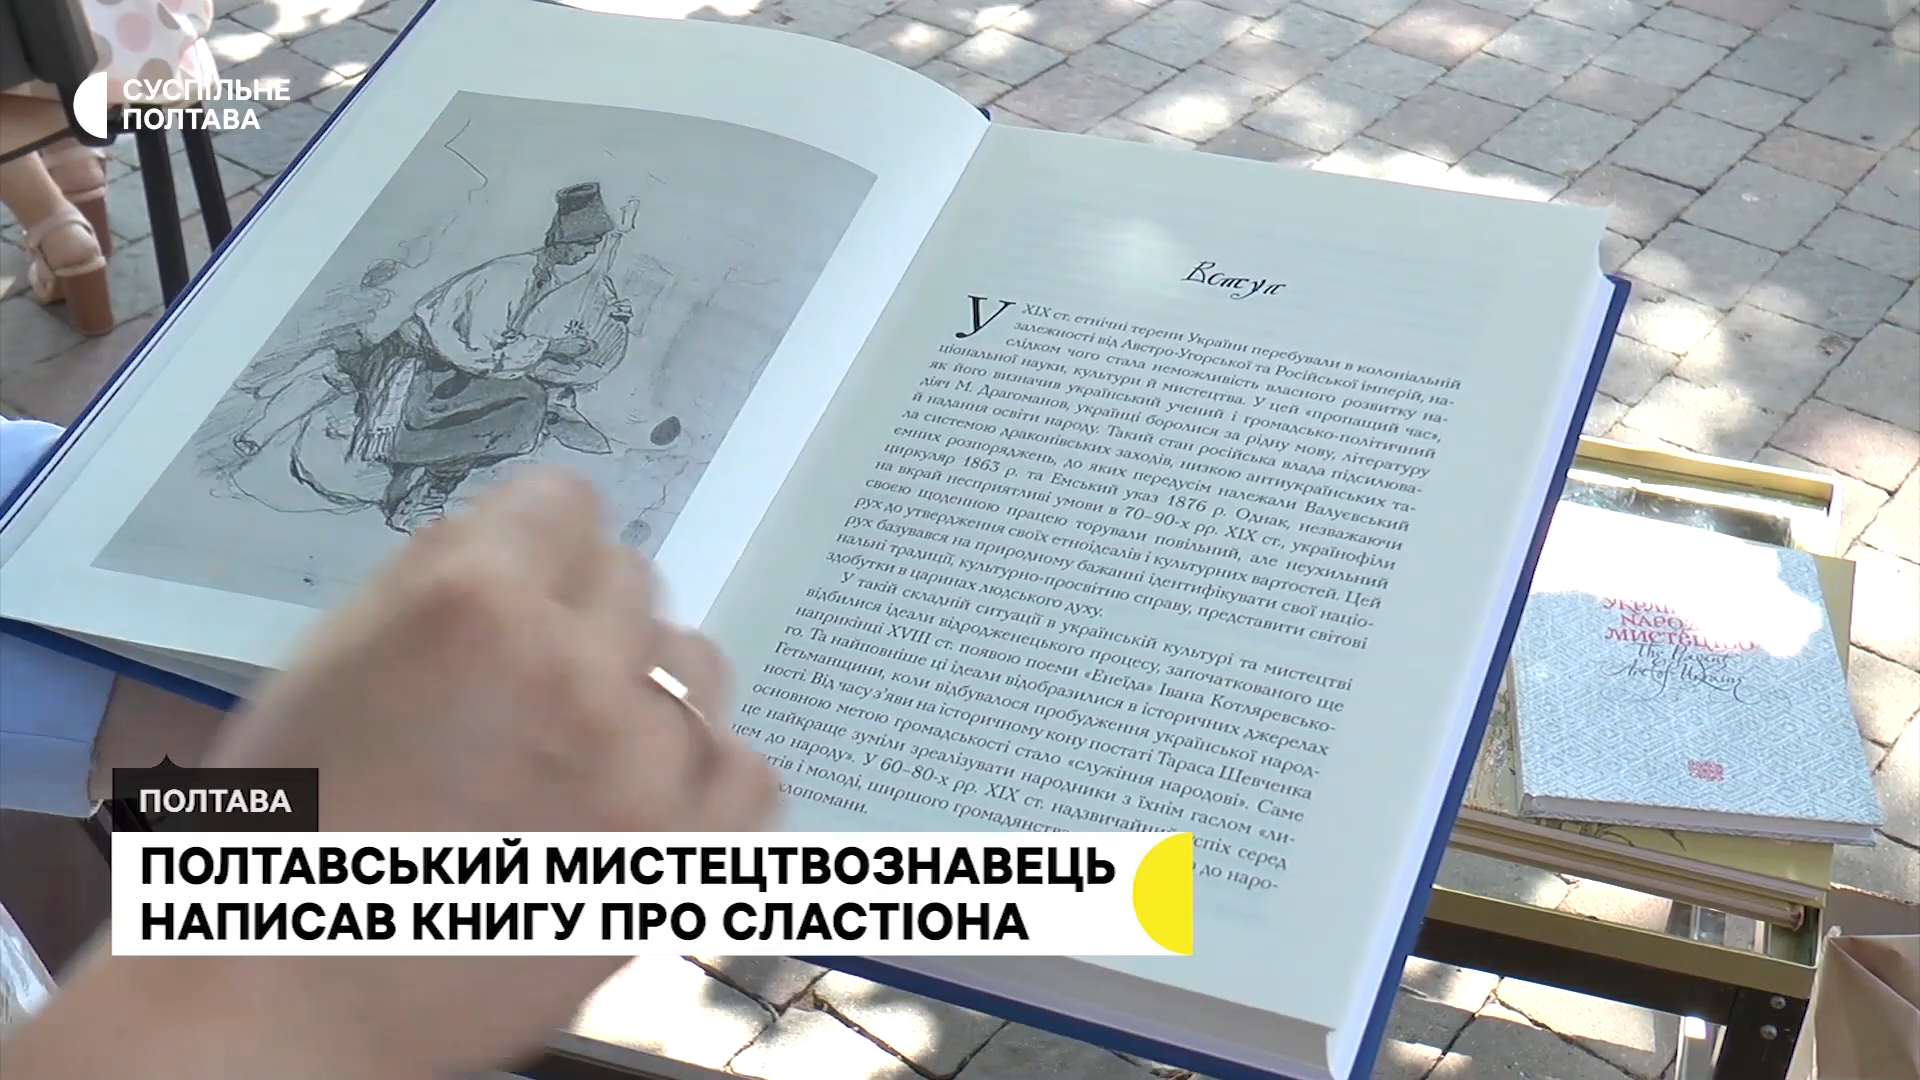 СУСПІЛЬНЕ
ПОЛТАВА
Вступ
У XIX ст. етнічні терени України перебували в колоніальній
залежності від Австро-Угорської та Російської імперій, на-
слідком чого стала неможливість власного розвитку на-
ціональної науки, культури й мистецтва. У цей «пропащий час»,
як його визначив український учений і громадсько-політичний
діяч М. Драгоманов, українці боролися за рідну мову, літературу
й надання освіти народу. Такий стан російська влада підсилюва-
ла системою драконівських заходів, низкою антиукраїнських та-
ємних розпоряджень, до яких передусім належали Валуєвський
циркуляр 1863 р. та Емський указ 1876 р. Однак, незважаючи
на вкрай несприятливі умови в 70–90-х рр. XIX ст., українофіли
своєю щоденною працею торували повільний, але неухильний
рух до утвердження своїх етноідеалів і культурних вартостей. Цей
рух базувався на природному бажанні ідентифікувати свої націо-
нальні традиції, культурно-просвітню справу, представити світові
здобутки в царинах людського духу.
У такій складній ситуації в українській культурі та мистецтві
відбилися ідеали відродженецького процесу, започаткованого ще
наприкінці XVIII ст. появою поеми «Енеїда» Івана Котляревсько-
го. Та найповніше ці ідеали відобразилися в історичних джерелах
Гетьманщини, коли відбувалося пробудження української народ-
ності. Від часу з'яви на історичному кону постаті Тараса Шевченка
основною метою громадськості стало «служіння народові». Саме
це найкраще зуміли зреалізувати народники з їхнім гаслом «ли-
цем до народу». У 60–80-х рр. XIX ст. надзвичайний успіх серед
і молоді, ширшого
до наро-
хлопомани.
НАРОД
МИСТЕЦТВО
Art of Ukraine
ПОЛТАВА
ПОЛТАВСЬКИЙ МИСТЕЦТВОЗНАВЕЦЬ
НАПИСАВ КНИГУ ПРО СЛАСТІОНА